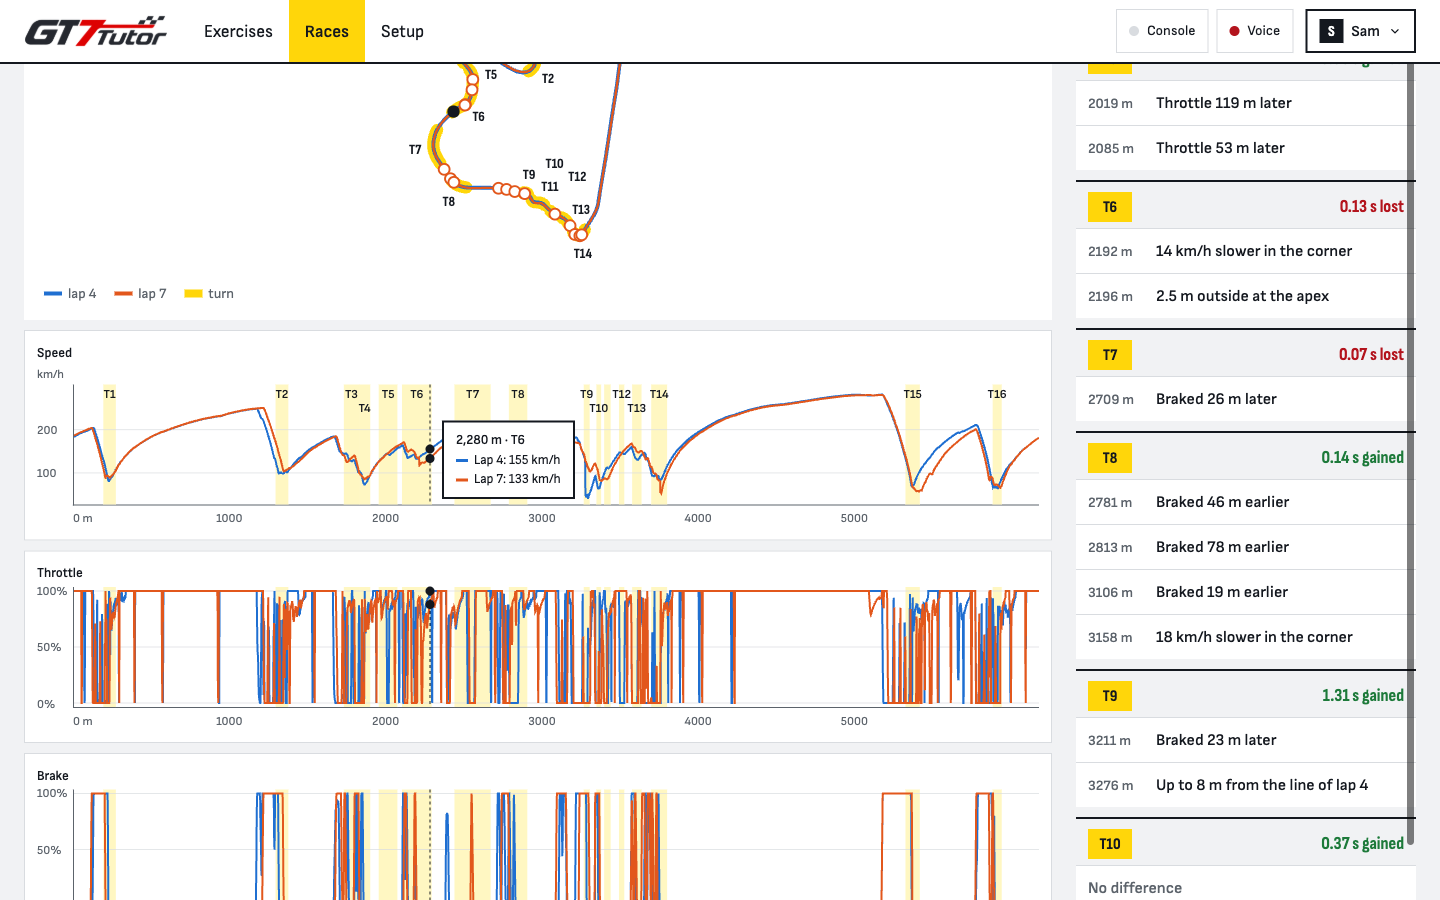 GT7 Tutor
Exercises
Races
Setup
Console
Voice
S
Sam
T5
T2
T6
T7
T10
T9
T12
T11
T8
T13
T14
lap 4
lap 7
turn
Speed
km/h
T1
T2
T3
T4
T5
T6
T7
T8
T9
T10
T12
T13
T14
T15
T16
200
100
2,280 m · T6
Lap 4: 155 km/h
Lap 7: 133 km/h
0 m
1000
2000
3000
4000
5000
Throttle
100%
50%
0%
0 m
1000
2000
3000
4000
5000
Brake
100%
50%
2019 m Throttle 119 m later
2085 m Throttle 53 m later
T6 0.13 s lost
2192 m 14 km/h slower in the corner
2196 m 2.5 m outside at the apex
T7 0.07 s lost
2709 m Braked 26 m later
T8 0.14 s gained
2781 m Braked 46 m earlier
2813 m Braked 78 m earlier
3106 m Braked 19 m earlier
3158 m 18 km/h slower in the corner
T9 1.31 s gained
3211 m Braked 23 m later
3276 m Up to 8 m from the line of lap 4
T10 0.37 s gained
No difference